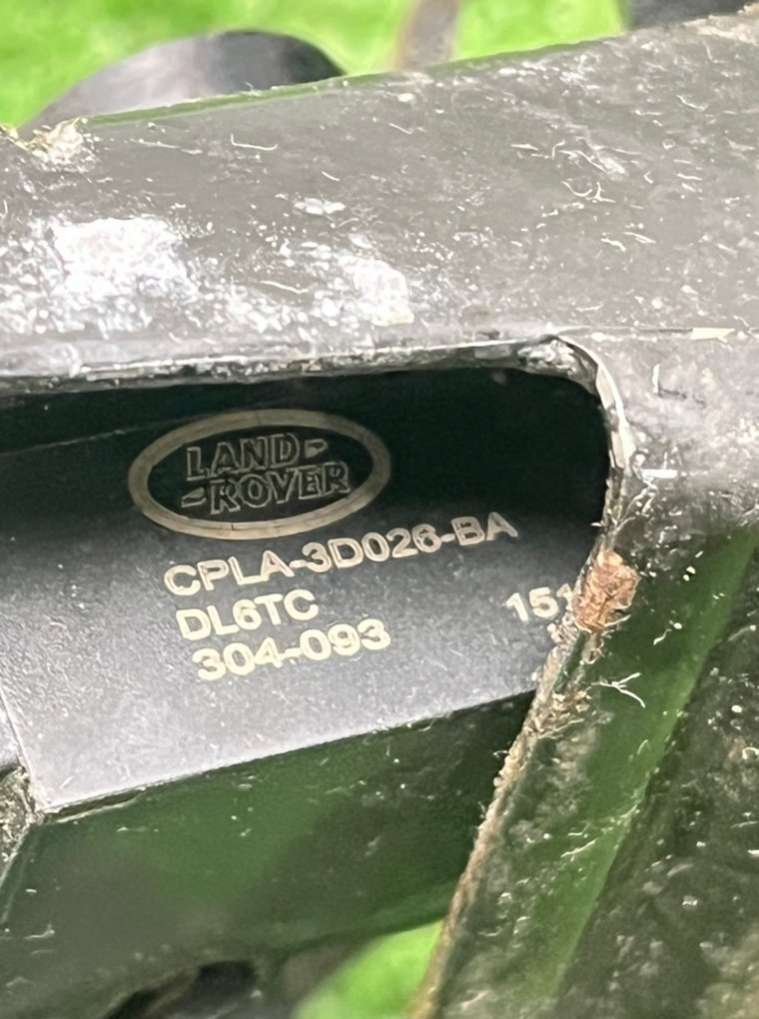 LAND-
-ROVER
CPLA-3D026-BA
DL6TC
304-093